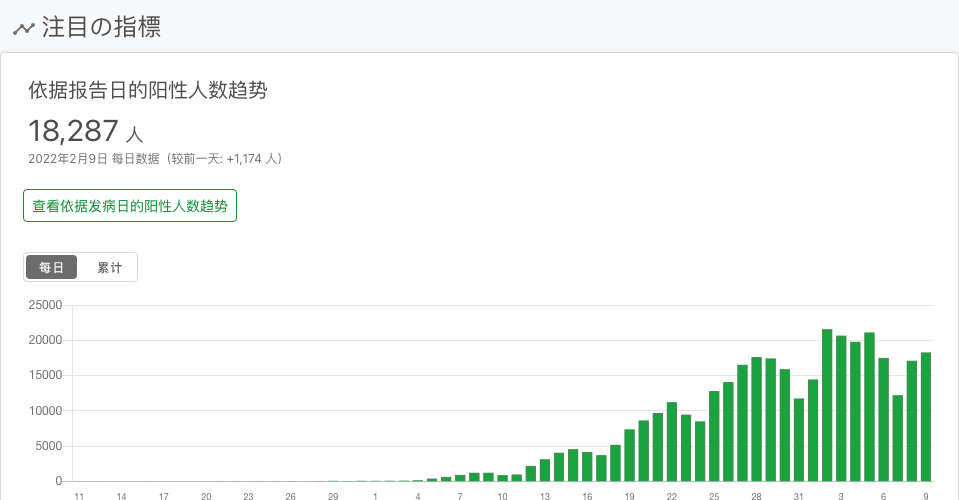 注目の指標
依据报告日的阳性人数趋势
18,287 人
2022年2月9日 每日数据（较前一天: +1,174 人）
查看依据发病日的阳性人数趋势
每日 累计
25000
20000
15000
10000
5000
0
11 14 17 20 23 26 29 1 4 7 10 13 16 19 22 25 28 31 3 6 9